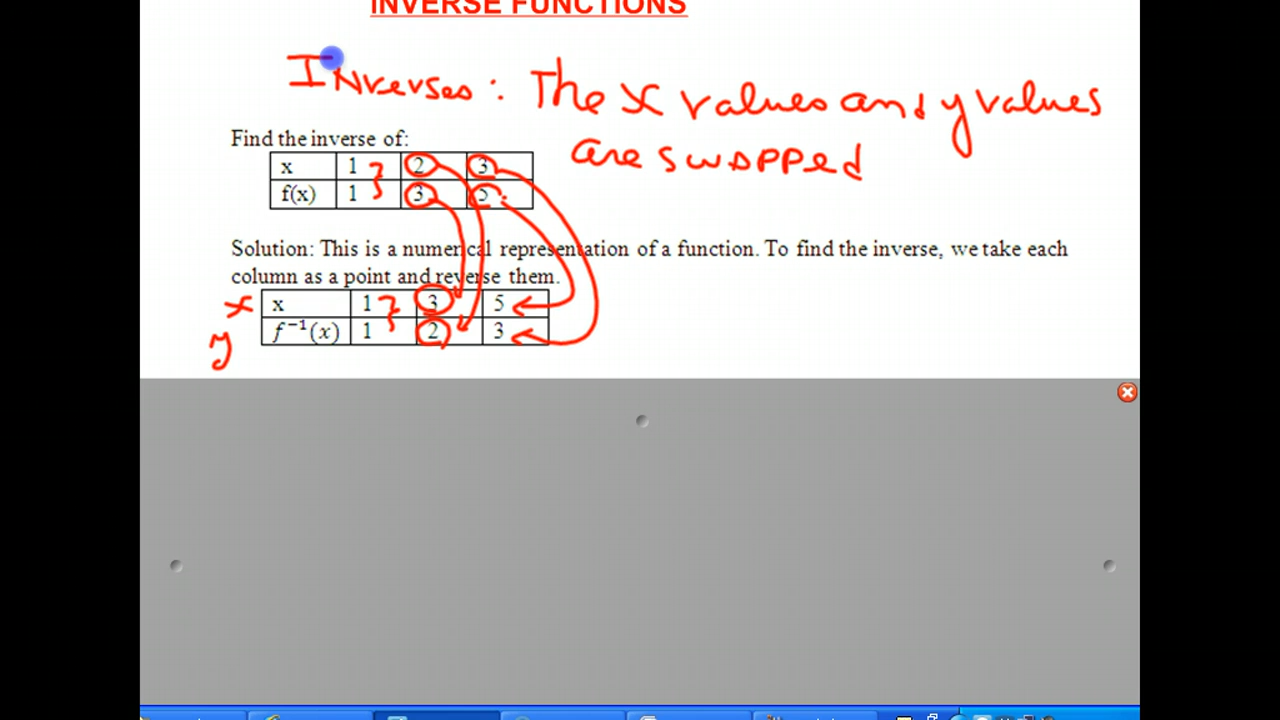 INVERSE FUNCTIONS
Inverses: The x values and y values
are swapped
Find the inverse of:
x 1 2 3
f(x) 1 3 5
Solution: This is a numerical representation of a function. To find the inverse, we take each
column as a point and reverse them.
x x 1 3 5
y f⁻¹(x) 1 2 3